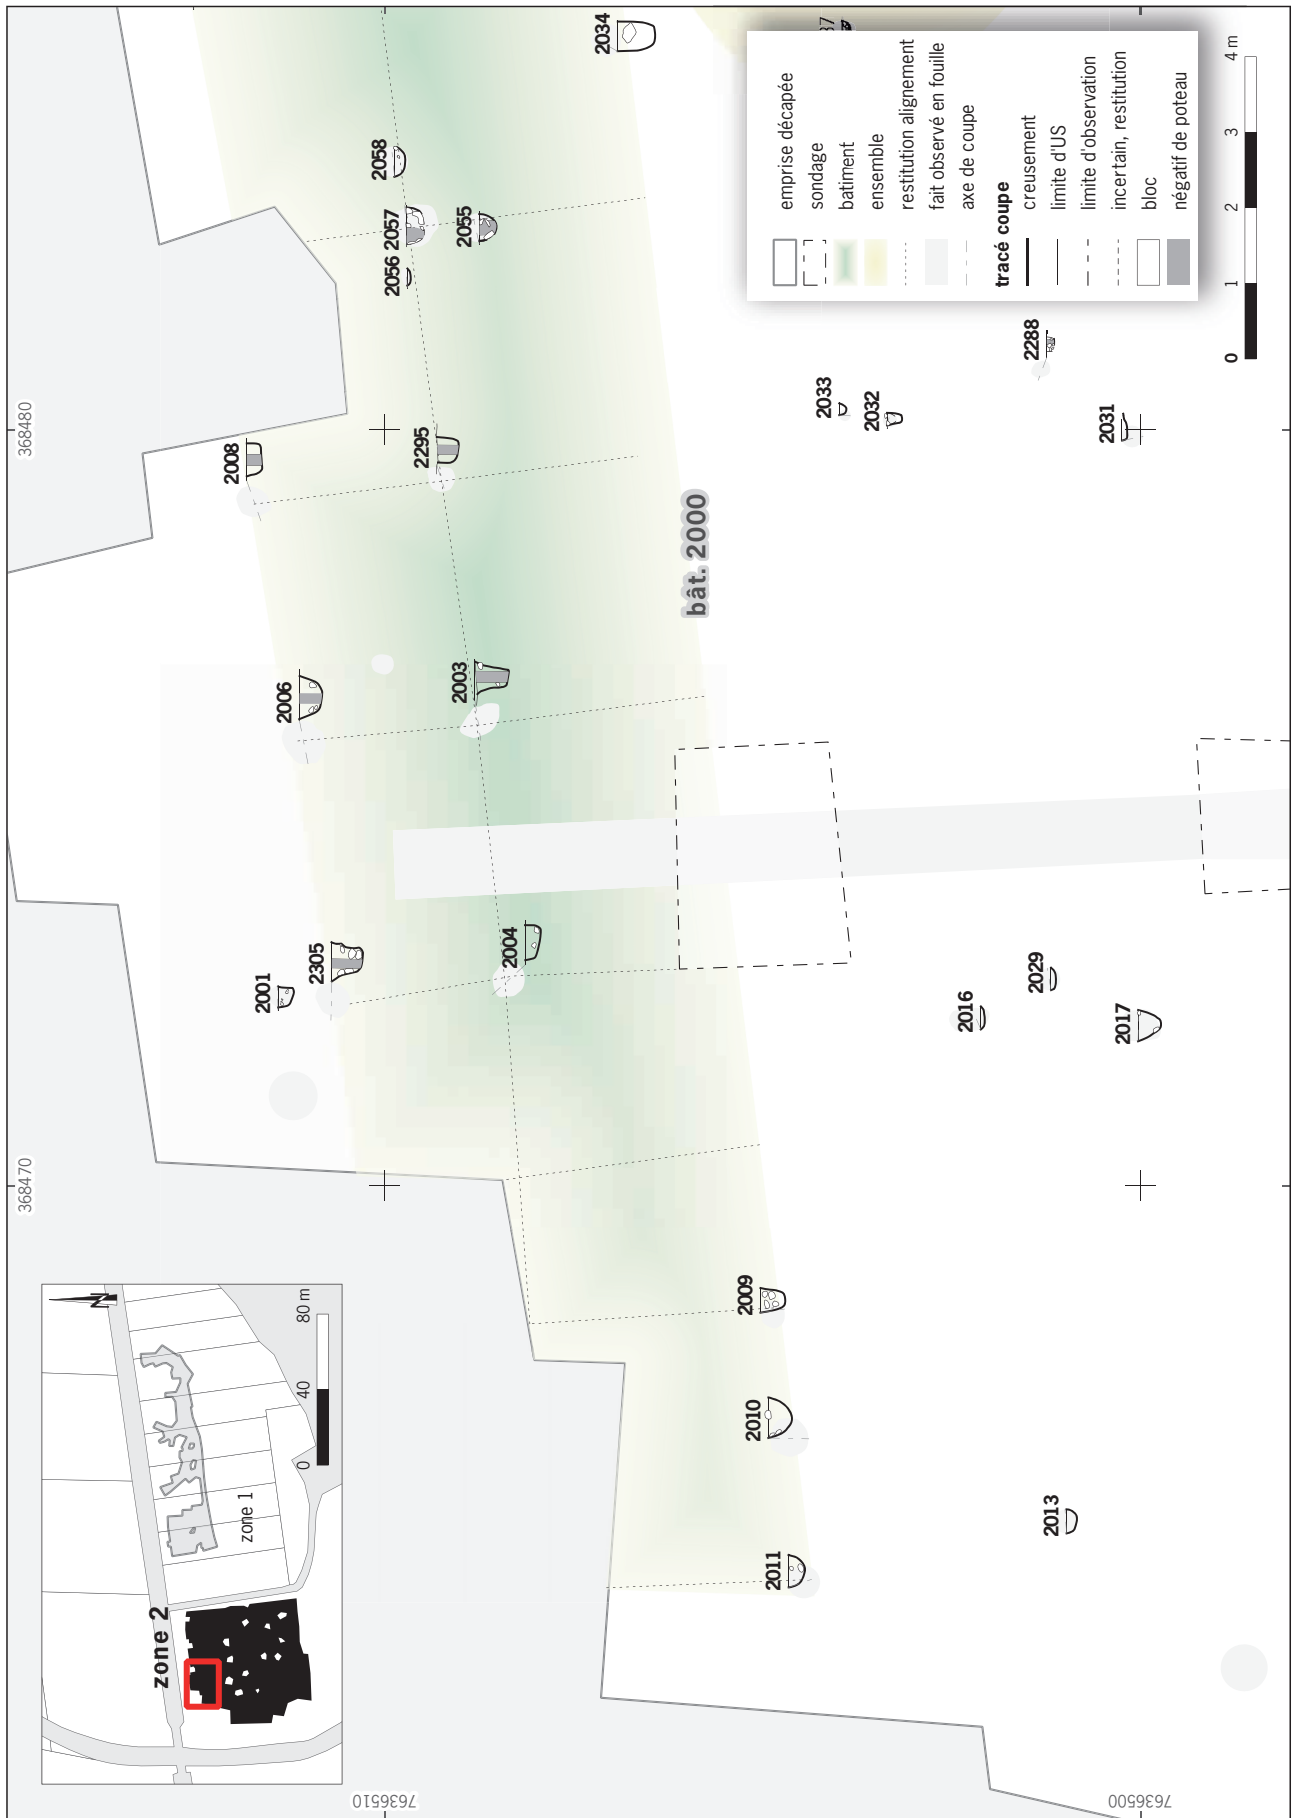 368480
368470
7636510
7636500
2034
37
2058
2057
2056
2055
2008
2295
2033
2032
2288
2031
bât. 2000
2006
2003
2305
2001
2004
2016
2029
2017
2009
2010
2011
2013
emprise décapée
sondage
batiment
ensemble
restitution alignement
fait observé en fouille
axe de coupe
tracé coupe
creusement
limite d'US
limite d'observation
incertain, restitution
bloc
négatif de poteau
0 1 2 3 4 m
N
zone 2
zone 1
0 40 80 m